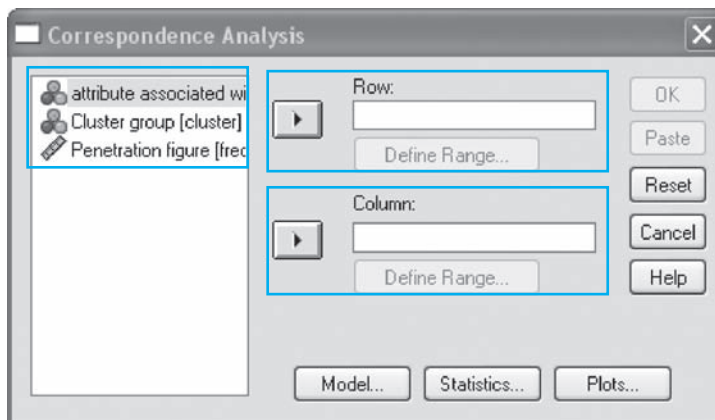 Correspondence Analysis
attribute associated wi
Cluster group [cluster]
Penetration figure [frec
Row:
Define Range...
Column:
Define Range...
OK
Paste
Reset
Cancel
Help
Model...
Statistics...
Plots...